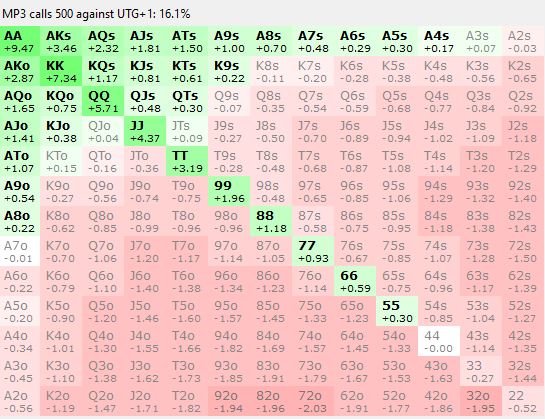 MP3 calls 500 against UTG+1: 16.1%
AA AKs AQs AJs ATs A9s A8s A7s A6s A5s A4s A3s A2s
+9.47 +3.46 +2.32 +1.81 +1.50 +1.00 +0.70 +0.48 +0.29 +0.30 +0.17 +0.07 +0.03
AKo KK KQs KJs KTs K9s K8s K7s K6s K5s K4s K3s K2s
+2.87 +7.34 +1.17 +0.81 +0.61 +0.22 -0.11 -0.20 -0.28 -0.38 -0.48 -0.56 -0.65
AQo KQo QQ QJs QTs Q9s Q8s Q7s Q6s Q5s Q4s Q3s Q2s
+1.65 +0.75 +5.71 +0.48 +0.30 -0.07 -0.35 -0.54 -0.59 -0.68 -0.77 -0.84 -0.92
AJo KJo QJo JJ JTs J9s J8s J7s J6s J5s J4s J3s J2s
+1.41 +0.38 +0.04 +4.37 +0.09 -0.27 -0.50 -0.70 -0.89 -0.94 -1.02 -1.09 -1.18
ATo KTo QTo JTo TT T9s T8s T7s T6s T5s T4s T3s T2s
+1.07 +0.15 -0.16 -0.36 +3.19 -0.28 -0.48 -0.68 -0.87 -1.08 -1.14 -1.20 -1.29
A9o K9o Q9o J9o T9o 99 98s 97s 96s 95s 94s 93s 92s
+0.54 -0.27 -0.56 -0.74 -0.75 +1.96 -0.48 -0.65 -0.85 -1.06 -1.29 -1.32 -1.40
A8o K8o Q8o J8o T8o 98o 88 87s 86s 85s 84s 83s 82s
+0.22 -0.62 -0.85 -0.99 -0.96 -0.96 +1.18 -0.58 -0.75 -0.95 -1.18 -1.38 -1.43
A7o K7o Q7o J7o T7o 97o 87o 77 76s 75s 74s 73s 72s
-0.01 -0.70 -1.05 -1.20 -1.17 -1.14 -1.05 +0.93 -0.67 -0.85 -1.07 -1.28 -1.50
A6o K6o Q6o J6o T6o 96o 86o 76o 66 65s 64s 63s 62s
-0.22 -0.79 -1.10 -1.40 -1.38 -1.34 -1.23 -1.14 +0.59 -0.75 -0.96 -1.17 -1.39
A5o K5o Q5o J5o T5o 95o 85o 75o 65o 55 54s 53s 52s
-0.20 -0.90 -1.20 -1.46 -1.60 -1.57 -1.45 -1.33 -1.23 +0.30 -0.85 -1.04 -1.27
A4o K4o Q4o J4o T4o 94o 84o 74o 64o 54o 44 43s 42s
-0.34 -1.01 -1.30 -1.55 -1.66 -1.82 -1.69 -1.57 -1.45 -1.33 -0.00 -1.14 -1.35
A3o K3o Q3o J3o T3o 93o 83o 73o 63o 53o 43o 33 32s
-0.45 -1.10 -1.38 -1.62 -1.73 -1.85 -1.91 -1.79 -1.68 -1.54 -1.63 -0.27 -1.44
A2o K2o Q2o J2o T2o 92o 82o 72o 62o 52o 42o 32o 22
-0.56 -1.19 -1.47 -1.71 -1.82 -1.94 -1.96 -2.03 -1.91 -1.77 -1.86 -1.95 -0.52